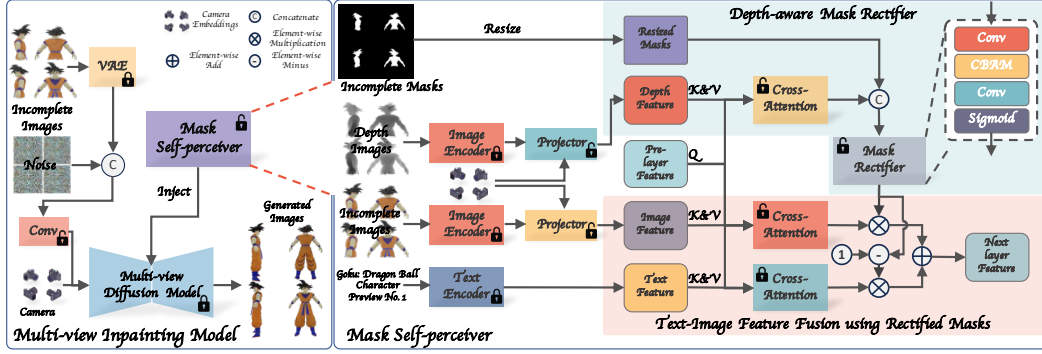 Camera
Embeddings
Element-wise
Add
C
Concatenate
Element-wise
Multiplication
Element-wise
Minus
VAE
Incomplete
Images
Noise
C
Conv
Camera
Mask
Self-perceiver
Inject
Multi-view
Diffusion Model
Generated
Images
Multi-view Inpainting Model
Incomplete Masks
Resize
Depth
Images
Image
Encoder
Projector
Incomplete
Images
Image
Encoder
Projector
Goku: Dragon Ball
Character
Preview No. 1
Text
Encoder
Mask Self-perceiver
Depth-aware Mask Rectifier
Resized
Masks
Depth
Feature
K&V
Cross-
Attention
C
Pre-
layer
Feature
Q
Mask
Rectifier
Conv
CBAM
Conv
Sigmoid
Image
Feature
K&V
Cross-
Attention
1
-
Text
Feature
K&V
Cross-
Attention
Next
layer
Feature
Text-Image Feature Fusion using Rectified Masks